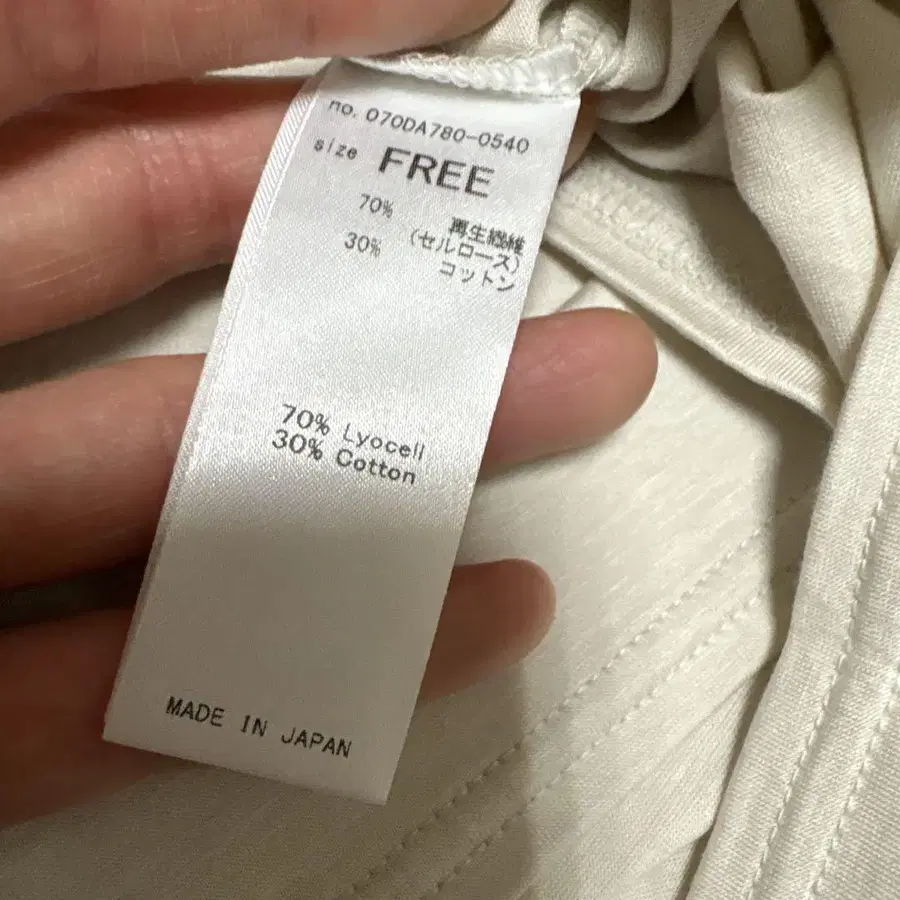 no. 070DA780-0540
size FREE
70% 再生繊維
(セルロース)
30% コットン
70% Lyocell
30% Cotton
MADE IN JAPAN